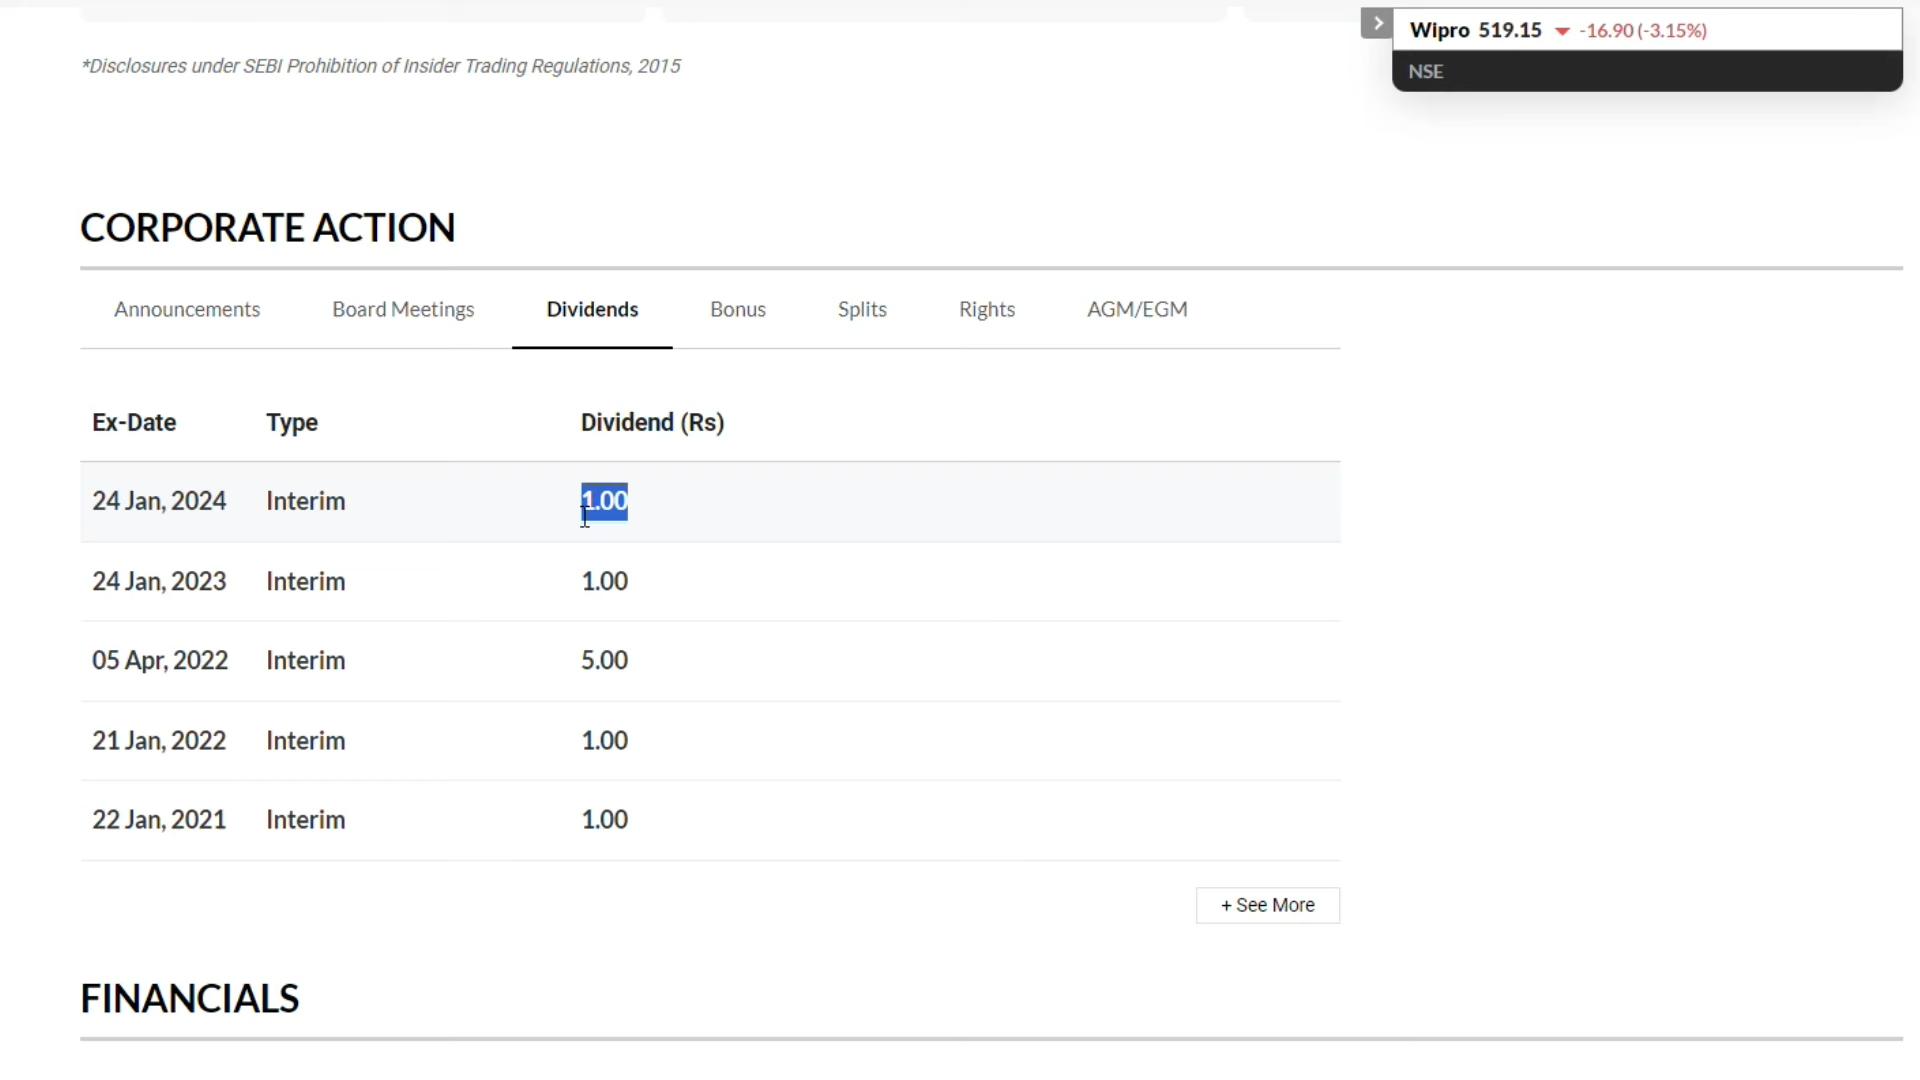 Wipro 519.15 ▼ -16.90 (-3.15%)
NSE
*Disclosures under SEBI Prohibition of Insider Trading Regulations, 2015
CORPORATE ACTION
Announcements Board Meetings Dividends Bonus Splits Rights AGM/EGM
Ex-Date Type Dividend (Rs)
24 Jan, 2024 Interim 1.00
24 Jan, 2023 Interim 1.00
05 Apr, 2022 Interim 5.00
21 Jan, 2022 Interim 1.00
22 Jan, 2021 Interim 1.00
+ See More
FINANCIALS